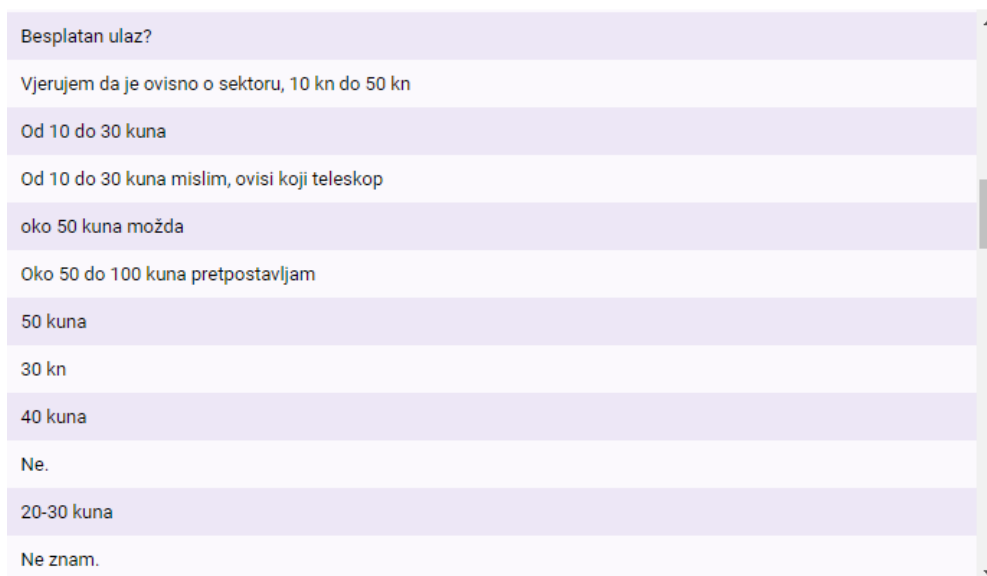 Besplatan ulaz?
Vjerujem da je ovisno o sektoru, 10 kn do 50 kn
Od 10 do 30 kuna
Od 10 do 30 kuna mislim, ovisi koji teleskop
oko 50 kuna možda
Oko 50 do 100 kuna pretpostavljam
50 kuna
30 kn
40 kuna
Ne.
20-30 kuna
Ne znam.